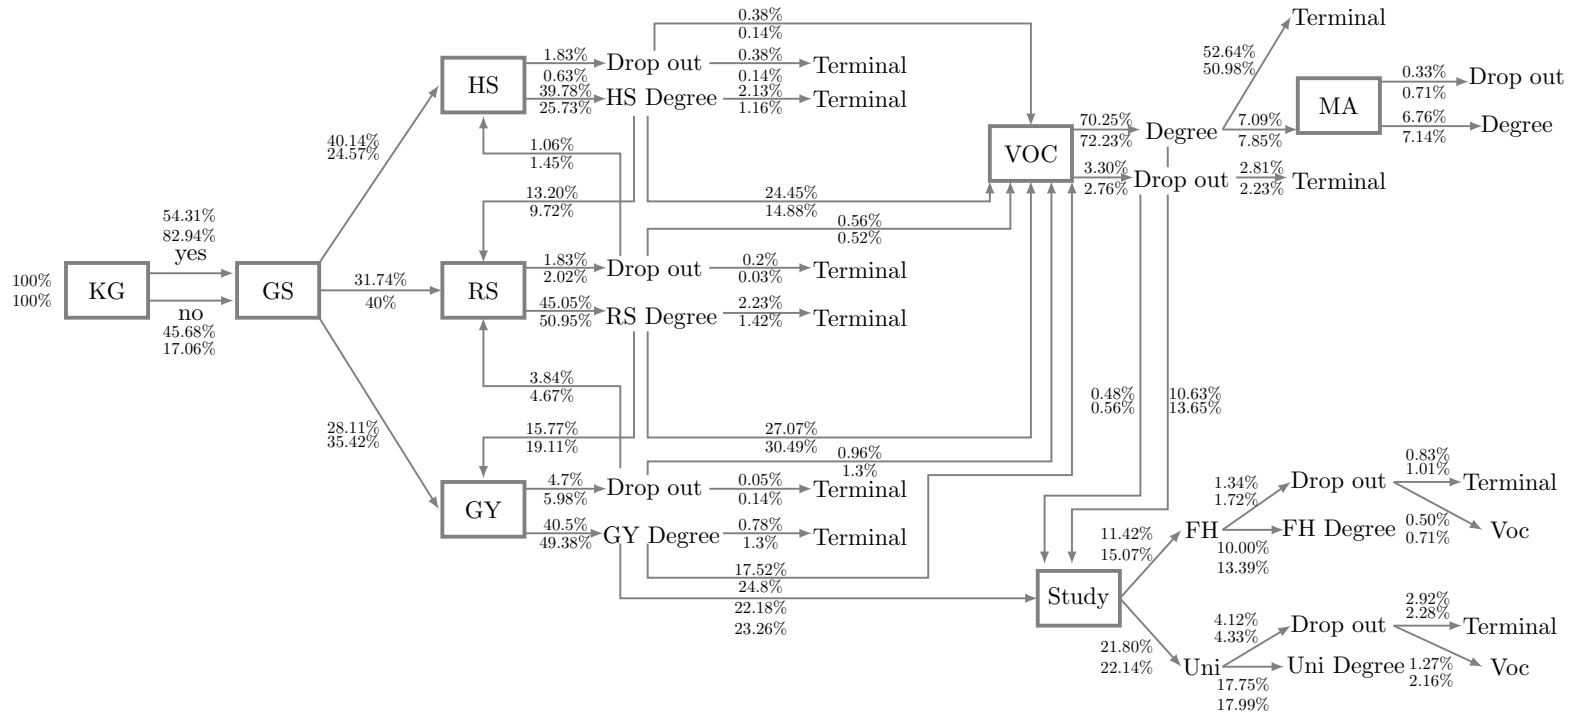 0.38%
0.14%
Terminal
52.64%
50.98%
HS
1.83%
0.63%
Drop out
0.38%
0.14%
Terminal
39.78%
25.73%
HS Degree
2.13%
1.16%
Terminal
MA
0.33%
0.71%
Drop out
6.76%
7.14%
Degree
40.14%
24.57%
1.06%
1.45%
VOC
70.25%
72.23%
Degree
7.09%
7.85%
3.30%
2.76%
Drop out
2.81%
2.23%
Terminal
13.20%
9.72%
24.45%
14.88%
0.56%
0.52%
54.31%
82.94%
yes
100%
100%
KG
no
45.68%
17.06%
GS
31.74%
40%
RS
1.83%
2.02%
Drop out
0.2%
0.03%
Terminal
45.05%
50.95%
RS Degree
2.23%
1.42%
Terminal
3.84%
4.67%
0.48%
0.56%
10.63%
13.65%
28.11%
35.42%
15.77%
19.11%
27.07%
30.49%
0.96%
1.3%
GY
4.7%
5.98%
Drop out
0.05%
0.14%
Terminal
40.5%
49.38%
GY Degree
0.78%
1.3%
Terminal
17.52%
24.8%
22.18%
23.26%
Study
11.42%
15.07%
FH
1.34%
1.72%
Drop out
0.83%
1.01%
Terminal
10.00%
13.39%
FH Degree
0.50%
0.71%
Voc
21.80%
22.14%
Uni
4.12%
4.33%
Drop out
2.92%
2.28%
Terminal
17.75%
17.99%
Uni Degree
1.27%
2.16%
Voc